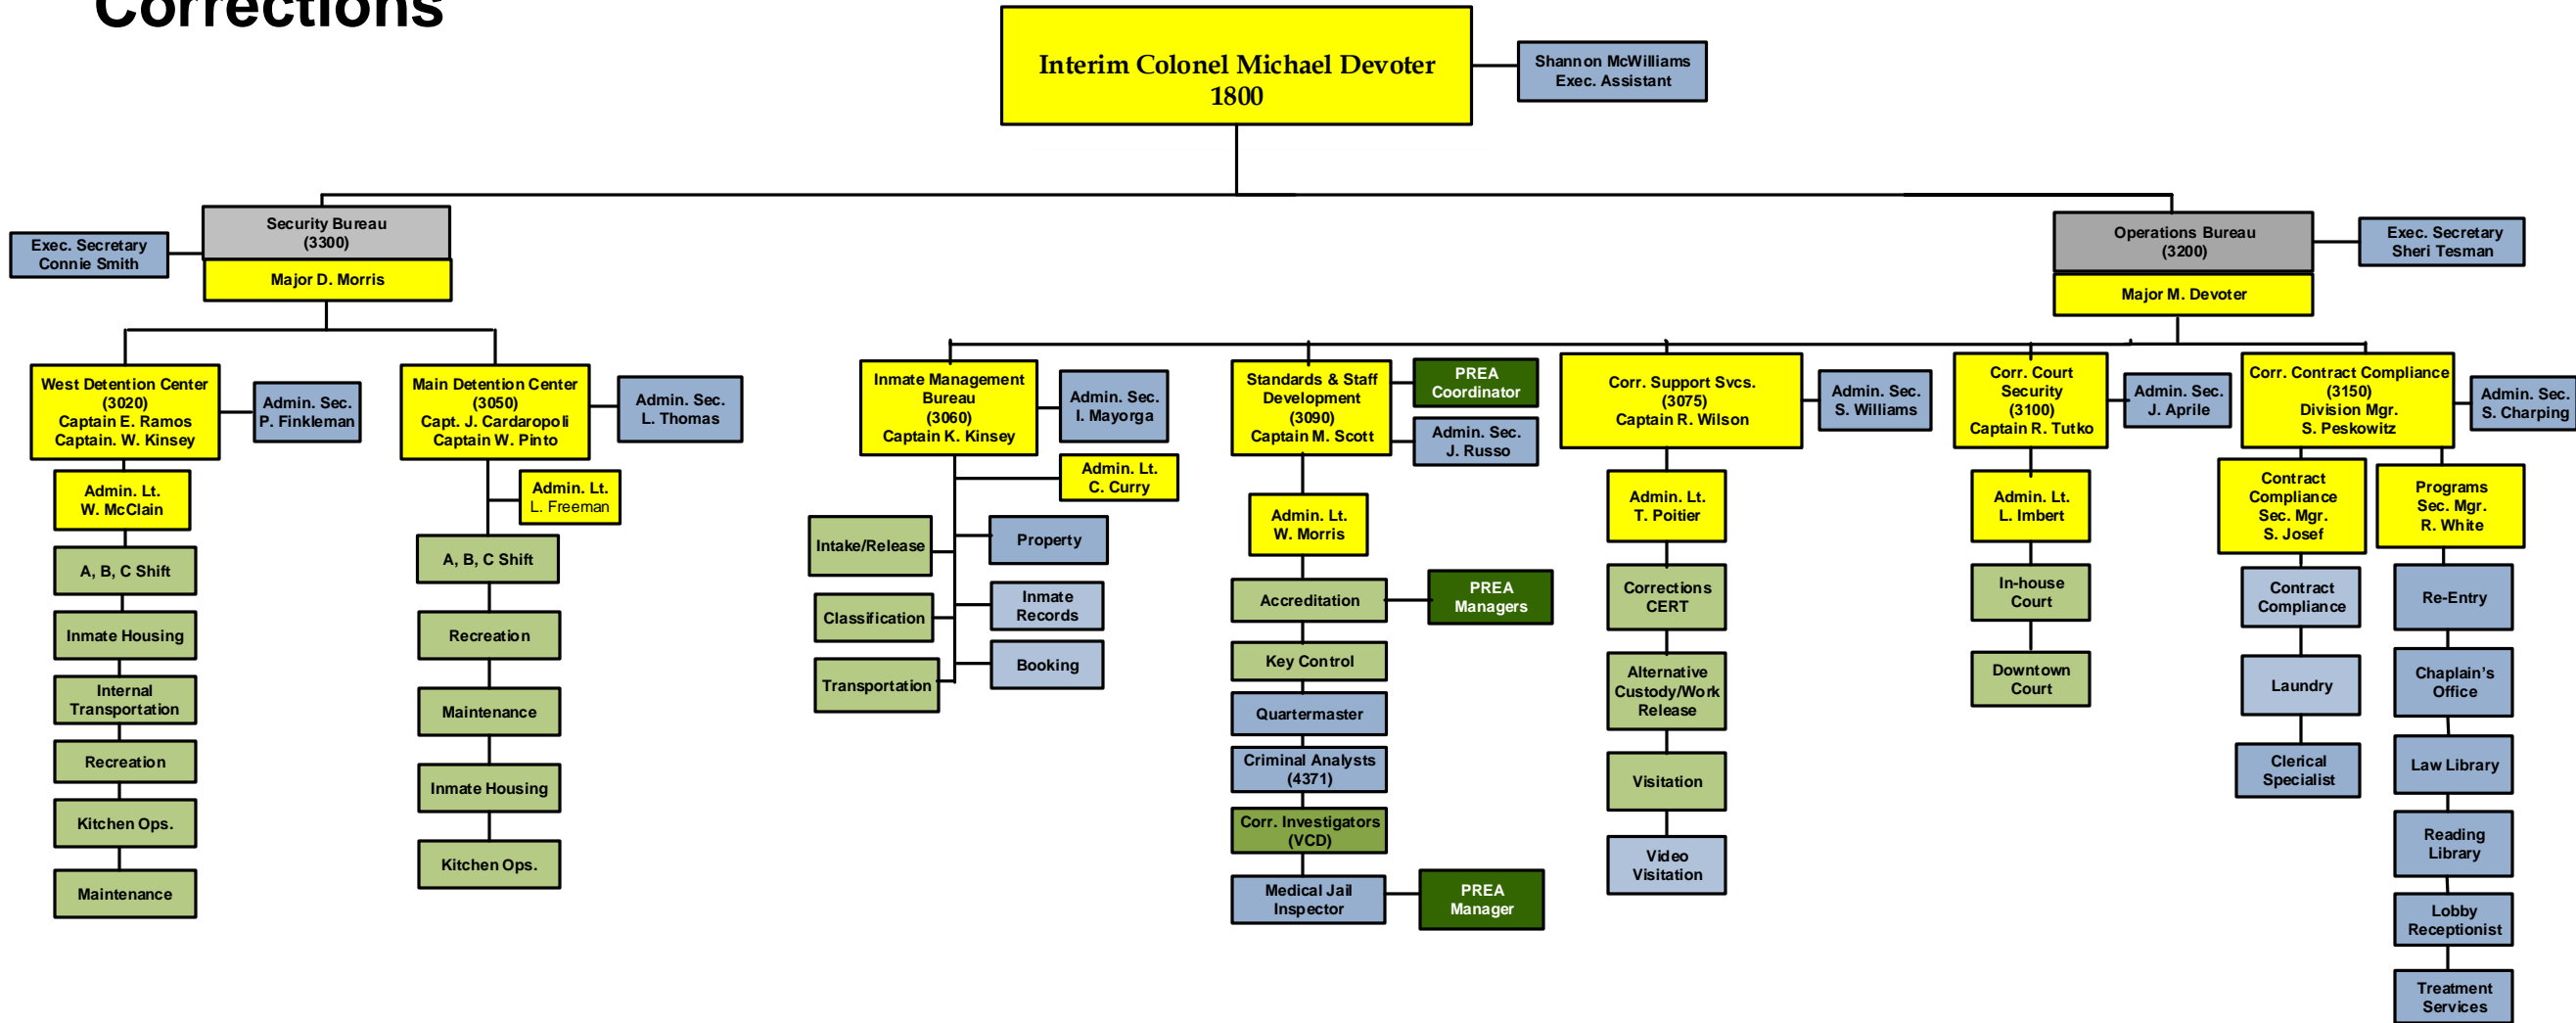 Corrections
Interim Colonel Michael Devoter
1800
Shannon McWilliams
Exec. Assistant
Exec. Secretary
Connie Smith
Security Bureau
(3300)
Major D. Morris
Operations Bureau
(3200)
Major M. Devoter
Exec. Secretary
Sheri Tesman
West Detention Center
(3020)
Captain E. Ramos
Captain. W. Kinsey
Admin. Sec.
P. Finkleman
Admin. Lt.
W. McClain
A, B, C Shift
Inmate Housing
Internal
Transportation
Recreation
Kitchen Ops.
Maintenance
Main Detention Center
(3050)
Capt. J. Cardaropoli
Captain W. Pinto
Admin. Sec.
L. Thomas
Admin. Lt.
L. Freeman
A, B, C Shift
Recreation
Maintenance
Inmate Housing
Kitchen Ops.
Inmate Management
Bureau
(3060)
Captain K. Kinsey
Admin. Sec.
I. Mayorga
Admin. Lt.
C. Curry
Intake/Release
Property
Classification
Inmate
Records
Transportation
Booking
Standards & Staff
Development
(3090)
Captain M. Scott
PREA
Coordinator
Admin. Sec.
J. Russo
Admin. Lt.
W. Morris
Accreditation
PREA
Managers
Key Control
Quartermaster
Criminal Analysts
(4371)
Corr. Investigators
(VCD)
Medical Jail
Inspector
PREA
Manager
Corr. Support Svcs.
(3075)
Captain R. Wilson
Admin. Sec.
S. Williams
Admin. Lt.
T. Poitier
Corrections
CERT
Alternative
Custody/Work
Release
Visitation
Video
Visitation
Corr. Court
Security
(3100)
Captain R. Tutko
Admin. Sec.
J. Aprile
Admin. Lt.
L. Imbert
In-house
Court
Downtown
Court
Corr. Contract Compliance
(3150)
Division Mgr.
S. Peskowitz
Admin. Sec.
S. Charping
Contract
Compliance
Sec. Mgr.
S. Josef
Contract
Compliance
Laundry
Clerical
Specialist
Programs
Sec. Mgr.
R. White
Re-Entry
Chaplain's
Office
Law Library
Reading
Library
Lobby
Receptionist
Treatment
Services